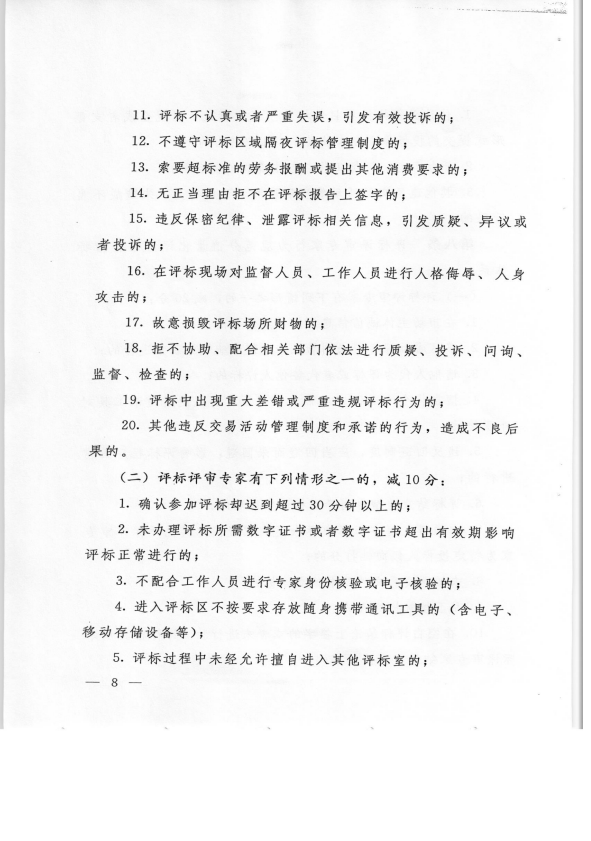 11. 评标不认真或者严重失误，引发有效投诉的；
12. 不遵守评标区域隔夜评标管理制度的；
13. 索要超标准的劳务报酬或提出其他消费要求的；
14. 无正当理由拒不在评标报告上签字的；
15. 违反保密纪律、泄露评标相关信息，引发质疑、异议或
者投诉的；
16. 在评标现场对监督人员、工作人员进行人格侮辱、人身
攻击的；
17. 故意损毁评标场所财物的；
18. 拒不协助、配合相关部门依法进行质疑、投诉、问询、
监督、检查的；
19. 评标中出现重大差错或严重违规评标行为的；
20. 其他违反交易活动管理制度和承诺的行为，造成不良后
果的。
（二）评标评审专家有下列情形之一的，减10分：
1. 确认参加评标却迟到超过30分钟以上的；
2. 未办理评标所需数字证书或者数字证书超出有效期影响
评标正常进行的；
3. 不配合工作人员进行专家身份核验或电子核验的；
4. 进入评标区不按要求存放随身携带通讯工具的（含电子、
移动存储设备等）；
5. 评标过程中未经允许擅自进入其他评标室的；
— 8 —